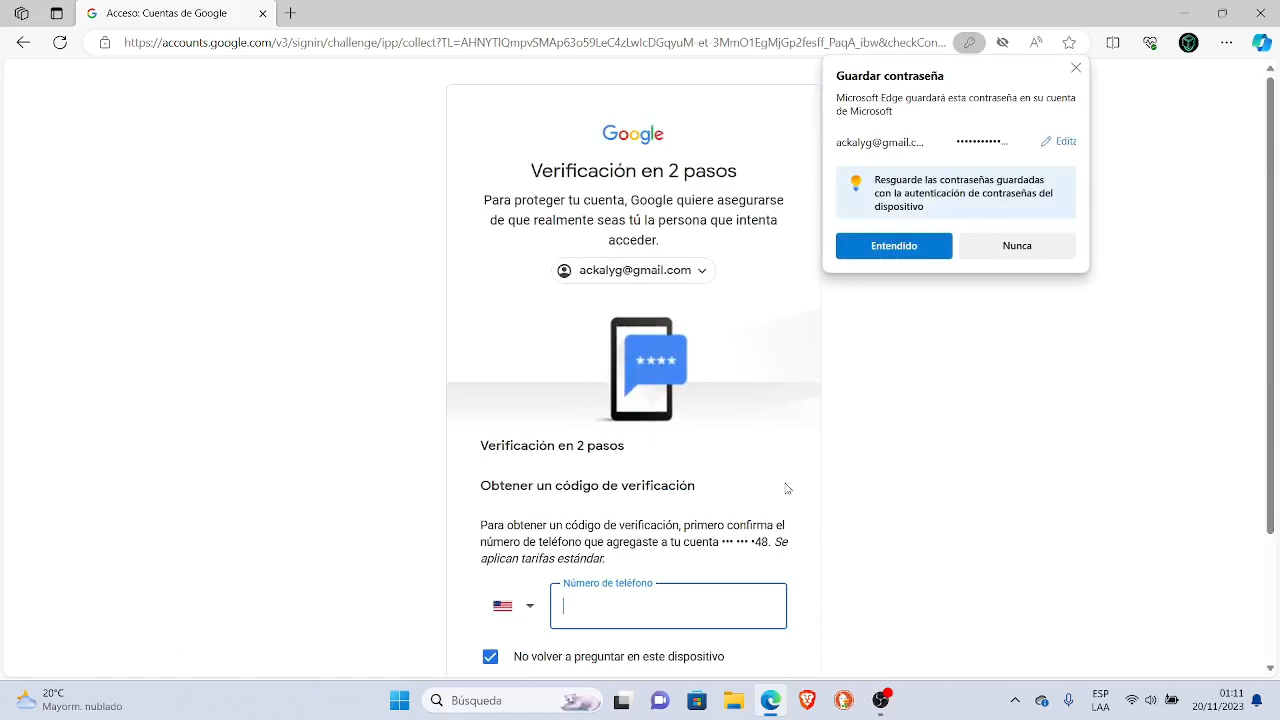 Acceso: Cuentas de Google
https://accounts.google.com/v3/signin/challenge/ipp/collect?TL=AHNYTIQmpvSMAp63o59LeG4zLwlcDGqyuM-et-3MmO1EgMjGp2fesff_PaqA_ibw&checkCon...
Guardar contraseña
Microsoft Edge guardará esta contraseña en su cuenta
de Microsoft
ackalyg@gmail.c... •••••••••••... Edita
Resguarde las contraseñas guardadas
con la autenticación de contraseñas del
dispositivo
Entendido Nunca
Google
Verificación en 2 pasos
Para proteger tu cuenta, Google quiere asegurarse
de que realmente seas tú la persona que intenta
acceder.
ackalyg@gmail.com
****
Verificación en 2 pasos
Obtener un código de verificación
Para obtener un código de verificación, primero confirma el
número de teléfono que agregaste a tu cuenta ••• ••• •48. Se
aplican tarifas estándar.
Número de teléfono
No volver a preguntar en este dispositivo
20°C
Mayorm. nublado
Búsqueda
ESP
LAA
01:11
20/11/2023